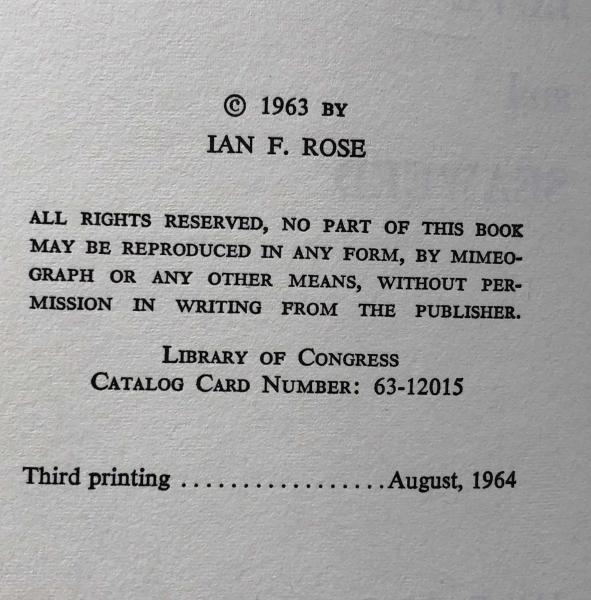 © 1963 BY
IAN F. ROSE
ALL RIGHTS RESERVED, NO PART OF THIS BOOK
MAY BE REPRODUCED IN ANY FORM, BY MIMEO-
GRAPH OR ANY OTHER MEANS, WITHOUT PER-
MISSION IN WRITING FROM THE PUBLISHER.
LIBRARY OF CONGRESS
CATALOG CARD NUMBER: 63-12015
Third printing .................August, 1964